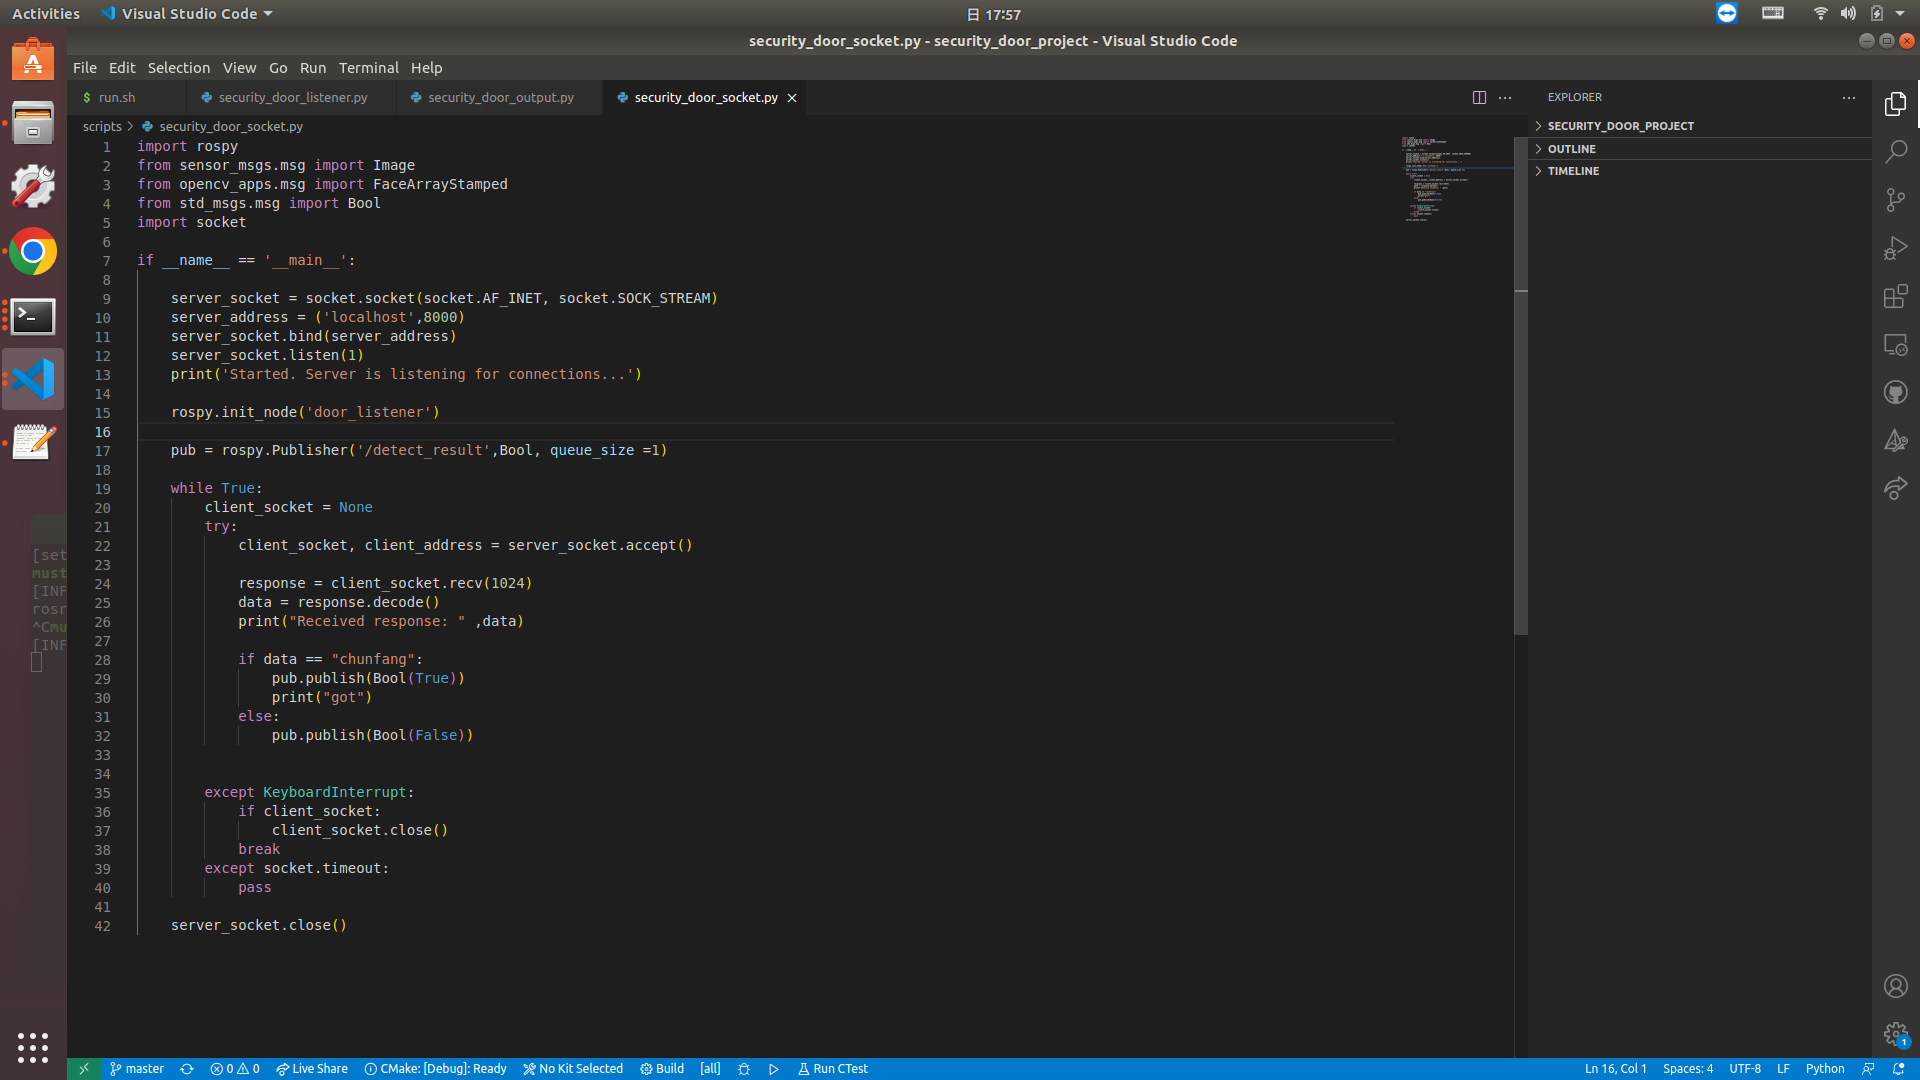 Activities
Visual Studio Code
日 17:57
security_door_socket.py - security_door_project - Visual Studio Code
File Edit Selection View Go Run Terminal Help
$ run.sh
security_door_listener.py
security_door_output.py
security_door_socket.py
EXPLORER
scripts > security_door_socket.py
SECURITY_DOOR_PROJECT
OUTLINE
TIMELINE
1 import rospy
2 from sensor_msgs.msg import Image
3 from opencv_apps.msg import FaceArrayStamped
4 from std_msgs.msg import Bool
5 import socket
6
7 if __name__ == '__main__':
8
9 server_socket = socket.socket(socket.AF_INET, socket.SOCK_STREAM)
10 server_address = ('localhost',8000)
11 server_socket.bind(server_address)
12 server_socket.listen(1)
13 print('Started. Server is listening for connections...')
14
15 rospy.init_node('door_listener')
16
17 pub = rospy.Publisher('/detect_result',Bool, queue_size =1)
18
19 while True:
20 client_socket = None
21 try:
22 client_socket, client_address = server_socket.accept()
23
24 response = client_socket.recv(1024)
25 data = response.decode()
26 print("Received response: " ,data)
27
28 if data == "chunfang":
29 pub.publish(Bool(True))
30 print("got")
31 else:
32 pub.publish(Bool(False))
33
34
35 except KeyboardInterrupt:
36 if client_socket:
37 client_socket.close()
38 break
39 except socket.timeout:
40 pass
41
42 server_socket.close()
[set
must
[INF
rosr
^Cmu
[INF
master
0 0
Live Share
CMake: [Debug]: Ready
No Kit Selected
Build
[all]
Run CTest
Ln 16, Col 1
Spaces: 4
UTF-8
LF
Python
1